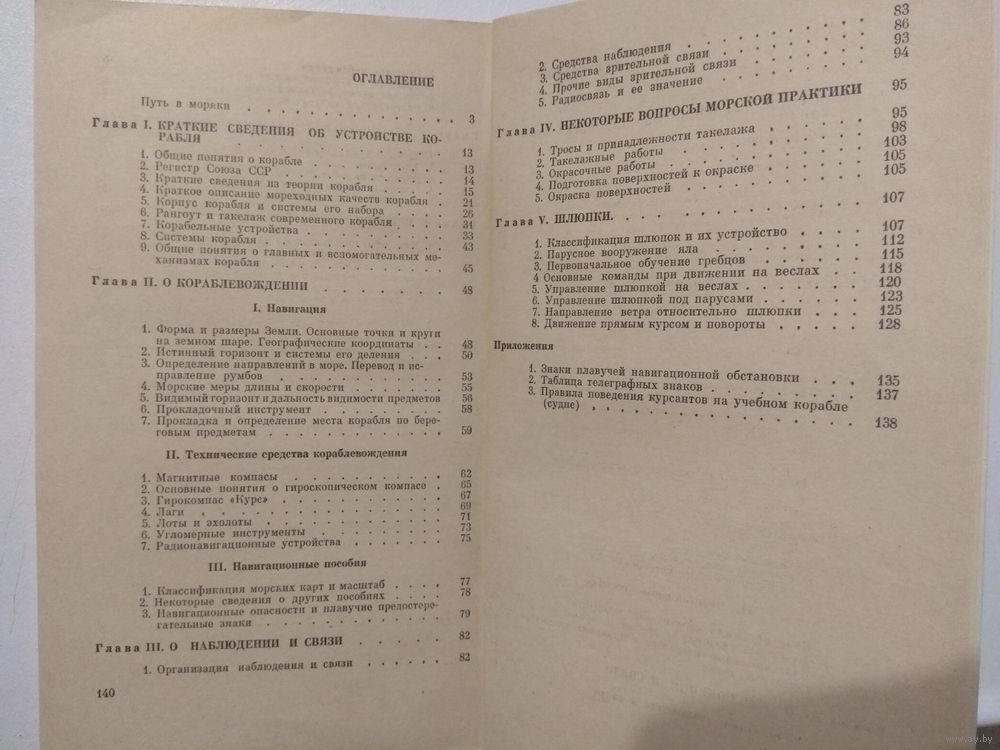 ОГЛАВЛЕНИЕ
Путь в моряки . . . . . . . . . . . 3
Глава I. КРАТКИЕ СВЕДЕНИЯ ОБ УСТРОЙСТВЕ КО-
РАБЛЯ . . . . . . . . . . . 13
1. Общие понятия о корабле . . . . . . . 13
2. Регистр Союза ССР . . . . . . . . 14
3. Краткие сведения из теории корабля . . . . 15
4. Краткое описание мореходных качеств корабля . 21
5. Корпус корабля и системы его набора . . . . 26
6. Рангоут и такелаж современного корабля . . . 31
7. Корабельные устройства . . . . . . . 33
8. Системы корабля . . . . . . . . . 43
9. Общие понятия о главных и вспомогательных ме-
ханизмах корабля . . . . . . . . . 45
Глава II. О КОРАБЛЕВОЖДЕНИИ . . . . . . 48
I. Навигация
1. Форма и размеры Земли. Основные точки и круги
на земном шаре. Географические координаты . . 48
2. Истинный горизонт и системы его деления . . . 50
3. Определение направлений в море. Перевод и ис-
правление румбов . . . . . . . . . 53
4. Морские меры длины и скорости . . . . . 55
5. Видимый горизонт и дальность видимости предметов 56
6. Прокладочный инструмент . . . . . . . 58
7. Прокладка и определение места корабля по бере-
говым предметам . . . . . . . . . 59
II. Технические средства кораблевождения
1. Магнитные компасы . . . . . . . . 62
2. Основные понятия о гироскопическом компасе . 65
3. Гирокомпас «Курс» . . . . . . . . 67
4. Лаги . . . . . . . . . . . 69
5. Лоты и эхолоты . . . . . . . . . 71
6. Угломерные инструменты . . . . . . . 73
7. Радионавигационные устройства . . . . . . 75
III. Навигационные пособия
1. Классификация морских карт и масштаб . . . . 77
2. Некоторые сведения о других пособиях . . . . 78
3. Навигационные опасности и плавучие предостере-
гательные знаки . . . . . . . . . 79
Глава III. О НАБЛЮДЕНИИ И СВЯЗИ . . . . . 82
1. Организация наблюдения и связи . . . . . . 82
140
2. Средства наблюдения . . . . . . . . 83
3. Средства зрительной связи . . . . . . . 86
4. Прочие виды зрительной связи . . . . . . 93
5. Радиосвязь и ее значение . . . . . . . 94
Глава IV. НЕКОТОРЫЕ ВОПРОСЫ МОРСКОЙ ПРАКТИКИ 95
1. Тросы и принадлежности такелажа . . . . . 95
2. Такелажные работы . . . . . . . . 98
3. Окрасочные работы . . . . . . . . 103
4. Подготовка поверхностей к окраске . . . . . 105
5. Окраска поверхностей . . . . . . . . 105
Глава V. ШЛЮПКИ. . . . . . . . . . 107
1. Классификация шлюпок и их устройство . . . . 107
2. Парусное вооружение яла . . . . . . . 112
3. Первоначальное обучение гребцов . . . . . 115
4 Основные команды при движении на веслах . . 118
5. Управление шлюпкой на веслах . . . . . . 120
6. Управление шлюпкой под парусами . . . . . 123
7. Направление ветра относительно шлюпки . . . 125
8. Движение прямым курсом и повороты . . . . . 128
Приложения
1. Знаки плавучей навигационной обстановки . . . 135
2. Таблица телеграфных знаков . . . . . . . 137
3. Правила поведения курсантов на учебном корабле
(судне) . . . . . . . . . . . 138
www.ay.by